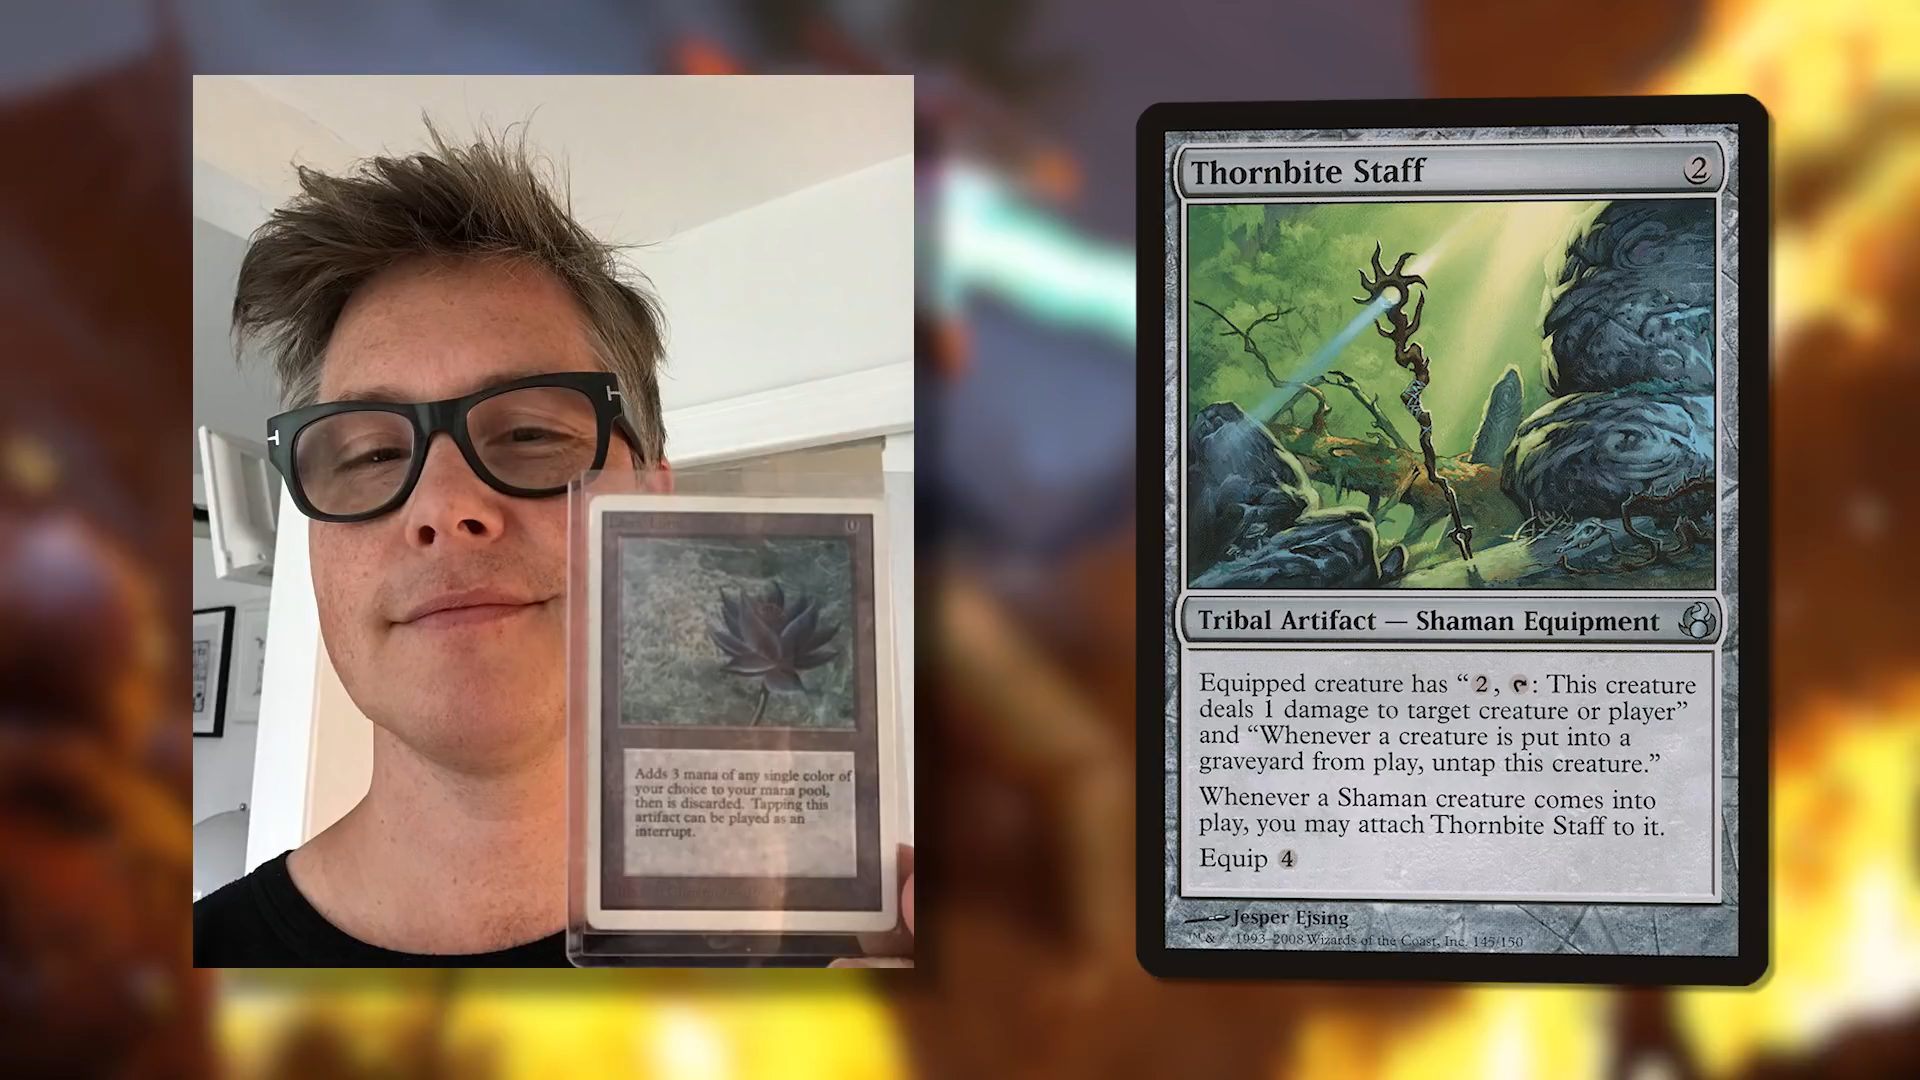 0
Adds 3 mana of any single color of
your choice to your mana pool,
then is discarded. Tapping this
artifact can be played as an
interrupt.
Thornbite Staff 2
Tribal Artifact — Shaman Equipment
Equipped creature has “2, : This creature
deals 1 damage to target creature or player”
and “Whenever a creature is put into a
graveyard from play, untap this creature.”
Whenever a Shaman creature comes into
play, you may attach Thornbite Staff to it.
Equip 4
Jesper Ejsing
™ & © 1993–2008 Wizards of the Coast, Inc. 145/150